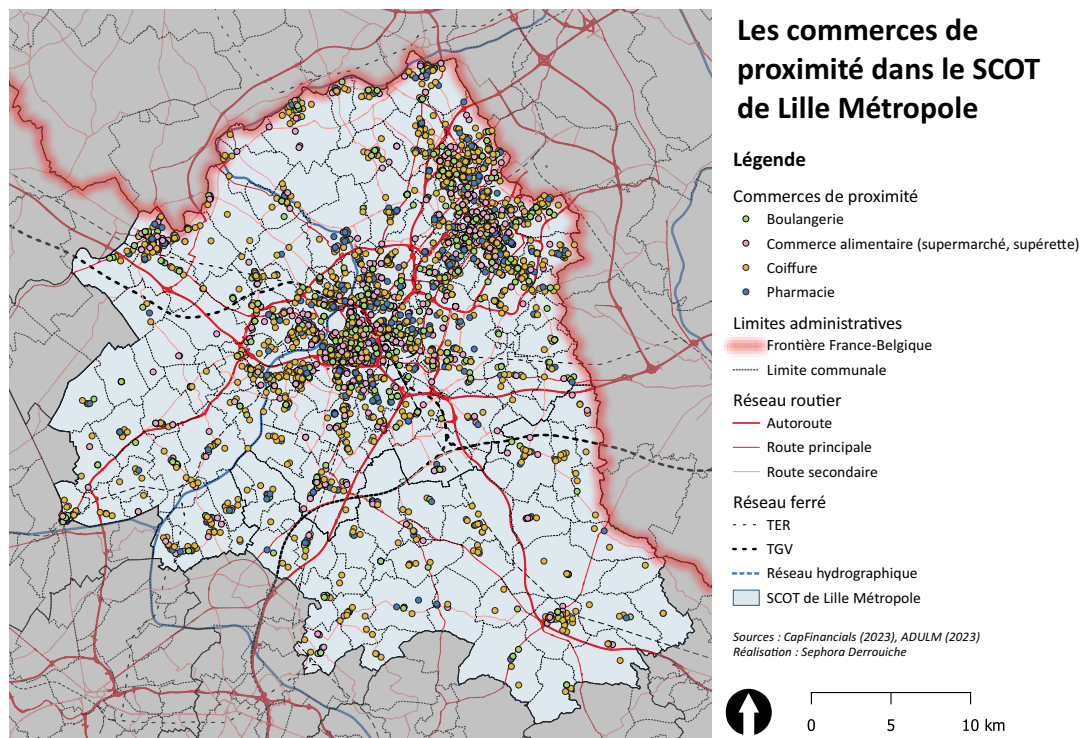 Les commerces de
proximité dans le SCOT
de Lille Métropole
Légende
Commerces de proximité
Boulangerie
Commerce alimentaire (supermarché, supérette)
Coiffure
Pharmacie
Limites administratives
Frontière France-Belgique
Limite communale
Réseau routier
Autoroute
Route principale
Route secondaire
Réseau ferré
TER
TGV
Réseau hydrographique
SCOT de Lille Métropole
Sources : CapFinancials (2023), ADULM (2023)
Réalisation : Sephora Derrouiche
0 5 10 km